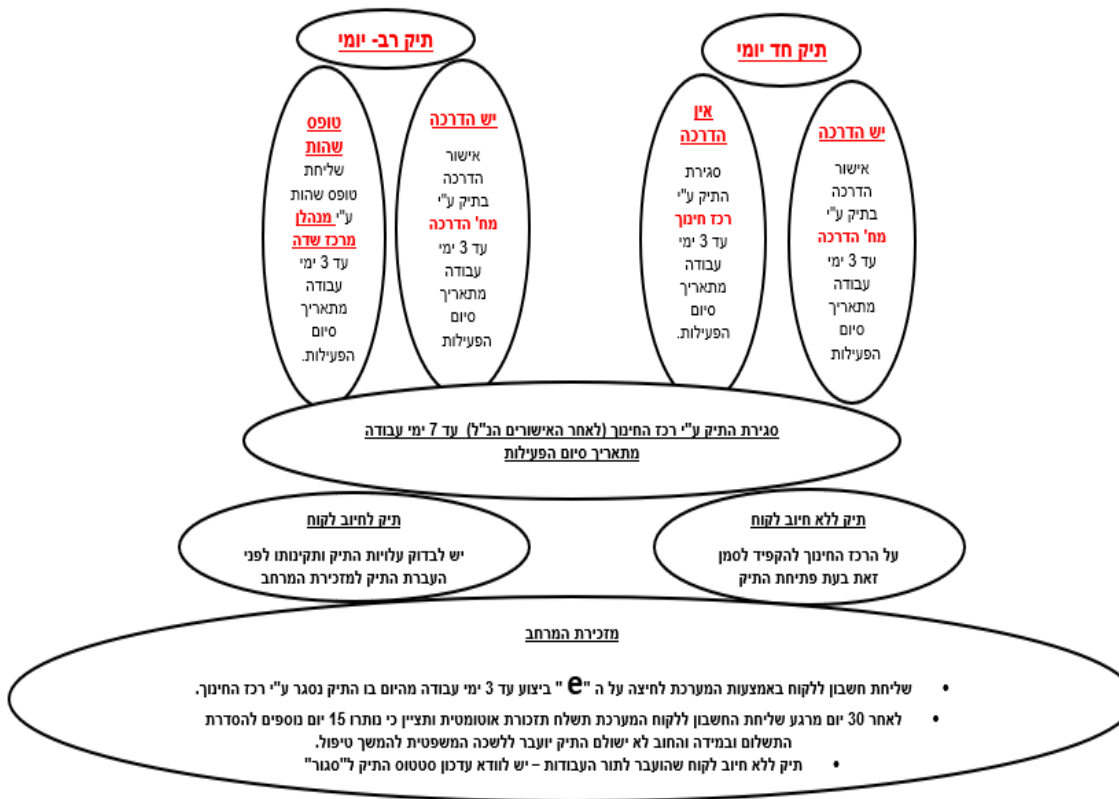 תיק חד יומי
יש הדרכה
אישור
הדרכה
בתיק ע"י
מח' הדרכה
עד 3 ימי
עבודה
מתאריך
סיום
הפעילות
אין
הדרכה
סגירת
התיק ע"י
רכז חינוך
עד 3 ימי
עבודה
מתאריך
סיום
הפעילות.
תיק רב- יומי
יש הדרכה
אישור
הדרכה
בתיק ע"י
מח' הדרכה
עד 3 ימי
עבודה
מתאריך
סיום
הפעילות
טופס
שהות
שליחת
טופס שהות
ע"י מנהלן
מרכז שדה
עד 3 ימי
עבודה
מתאריך
סיום
הפעילות.
סגירת התיק ע"י רכז החינוך (לאחר האישורים הנ"ל) עד 7 ימי עבודה
מתאריך סיום הפעילות
תיק ללא חיוב לקוח
על הרכז החינוך להקפיד לסמן
זאת בעת פתיחת התיק
תיק לחיוב לקוח
יש לבדוק עלויות התיק ותקינותו לפני
העברת התיק למזכירת המרחב
מזכירת המרחב
• שליחת חשבון ללקוח באמצעות המערכת לחיצה על ה "e" ביצוע עד 3 ימי עבודה מהיום בו התיק נסגר ע"י רכז החינוך.
• לאחר 30 יום מרגע שליחת החשבון ללקוח המערכת תשלח תזכורת אוטומטית ותציין כי נותרו 15 יום נוספים להסדרת
התשלום ובמידה והחוב לא ישולם התיק יועבר ללשכה המשפטית להמשך טיפול.
• תיק ללא חיוב לקוח שהועבר לתור העבודות – יש לוודא עדכון סטטוס התיק ל"סגור"